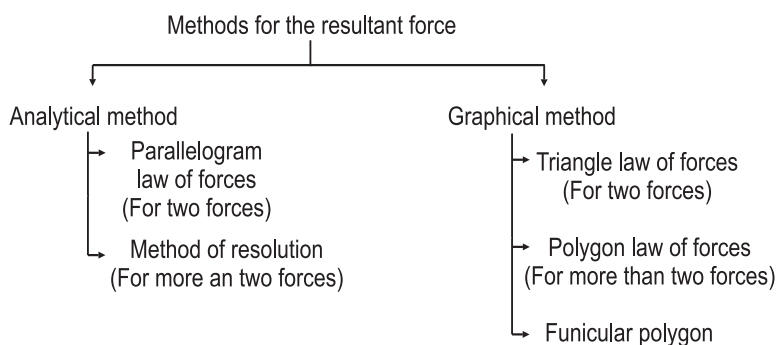 Methods for the resultant force
Analytical method
Parallelogram
law of forces
(For two forces)
Method of resolution
(For more an two forces)
Graphical method
Triangle law of forces
(For two forces)
Polygon law of forces
(For more than two forces)
Funicular polygon